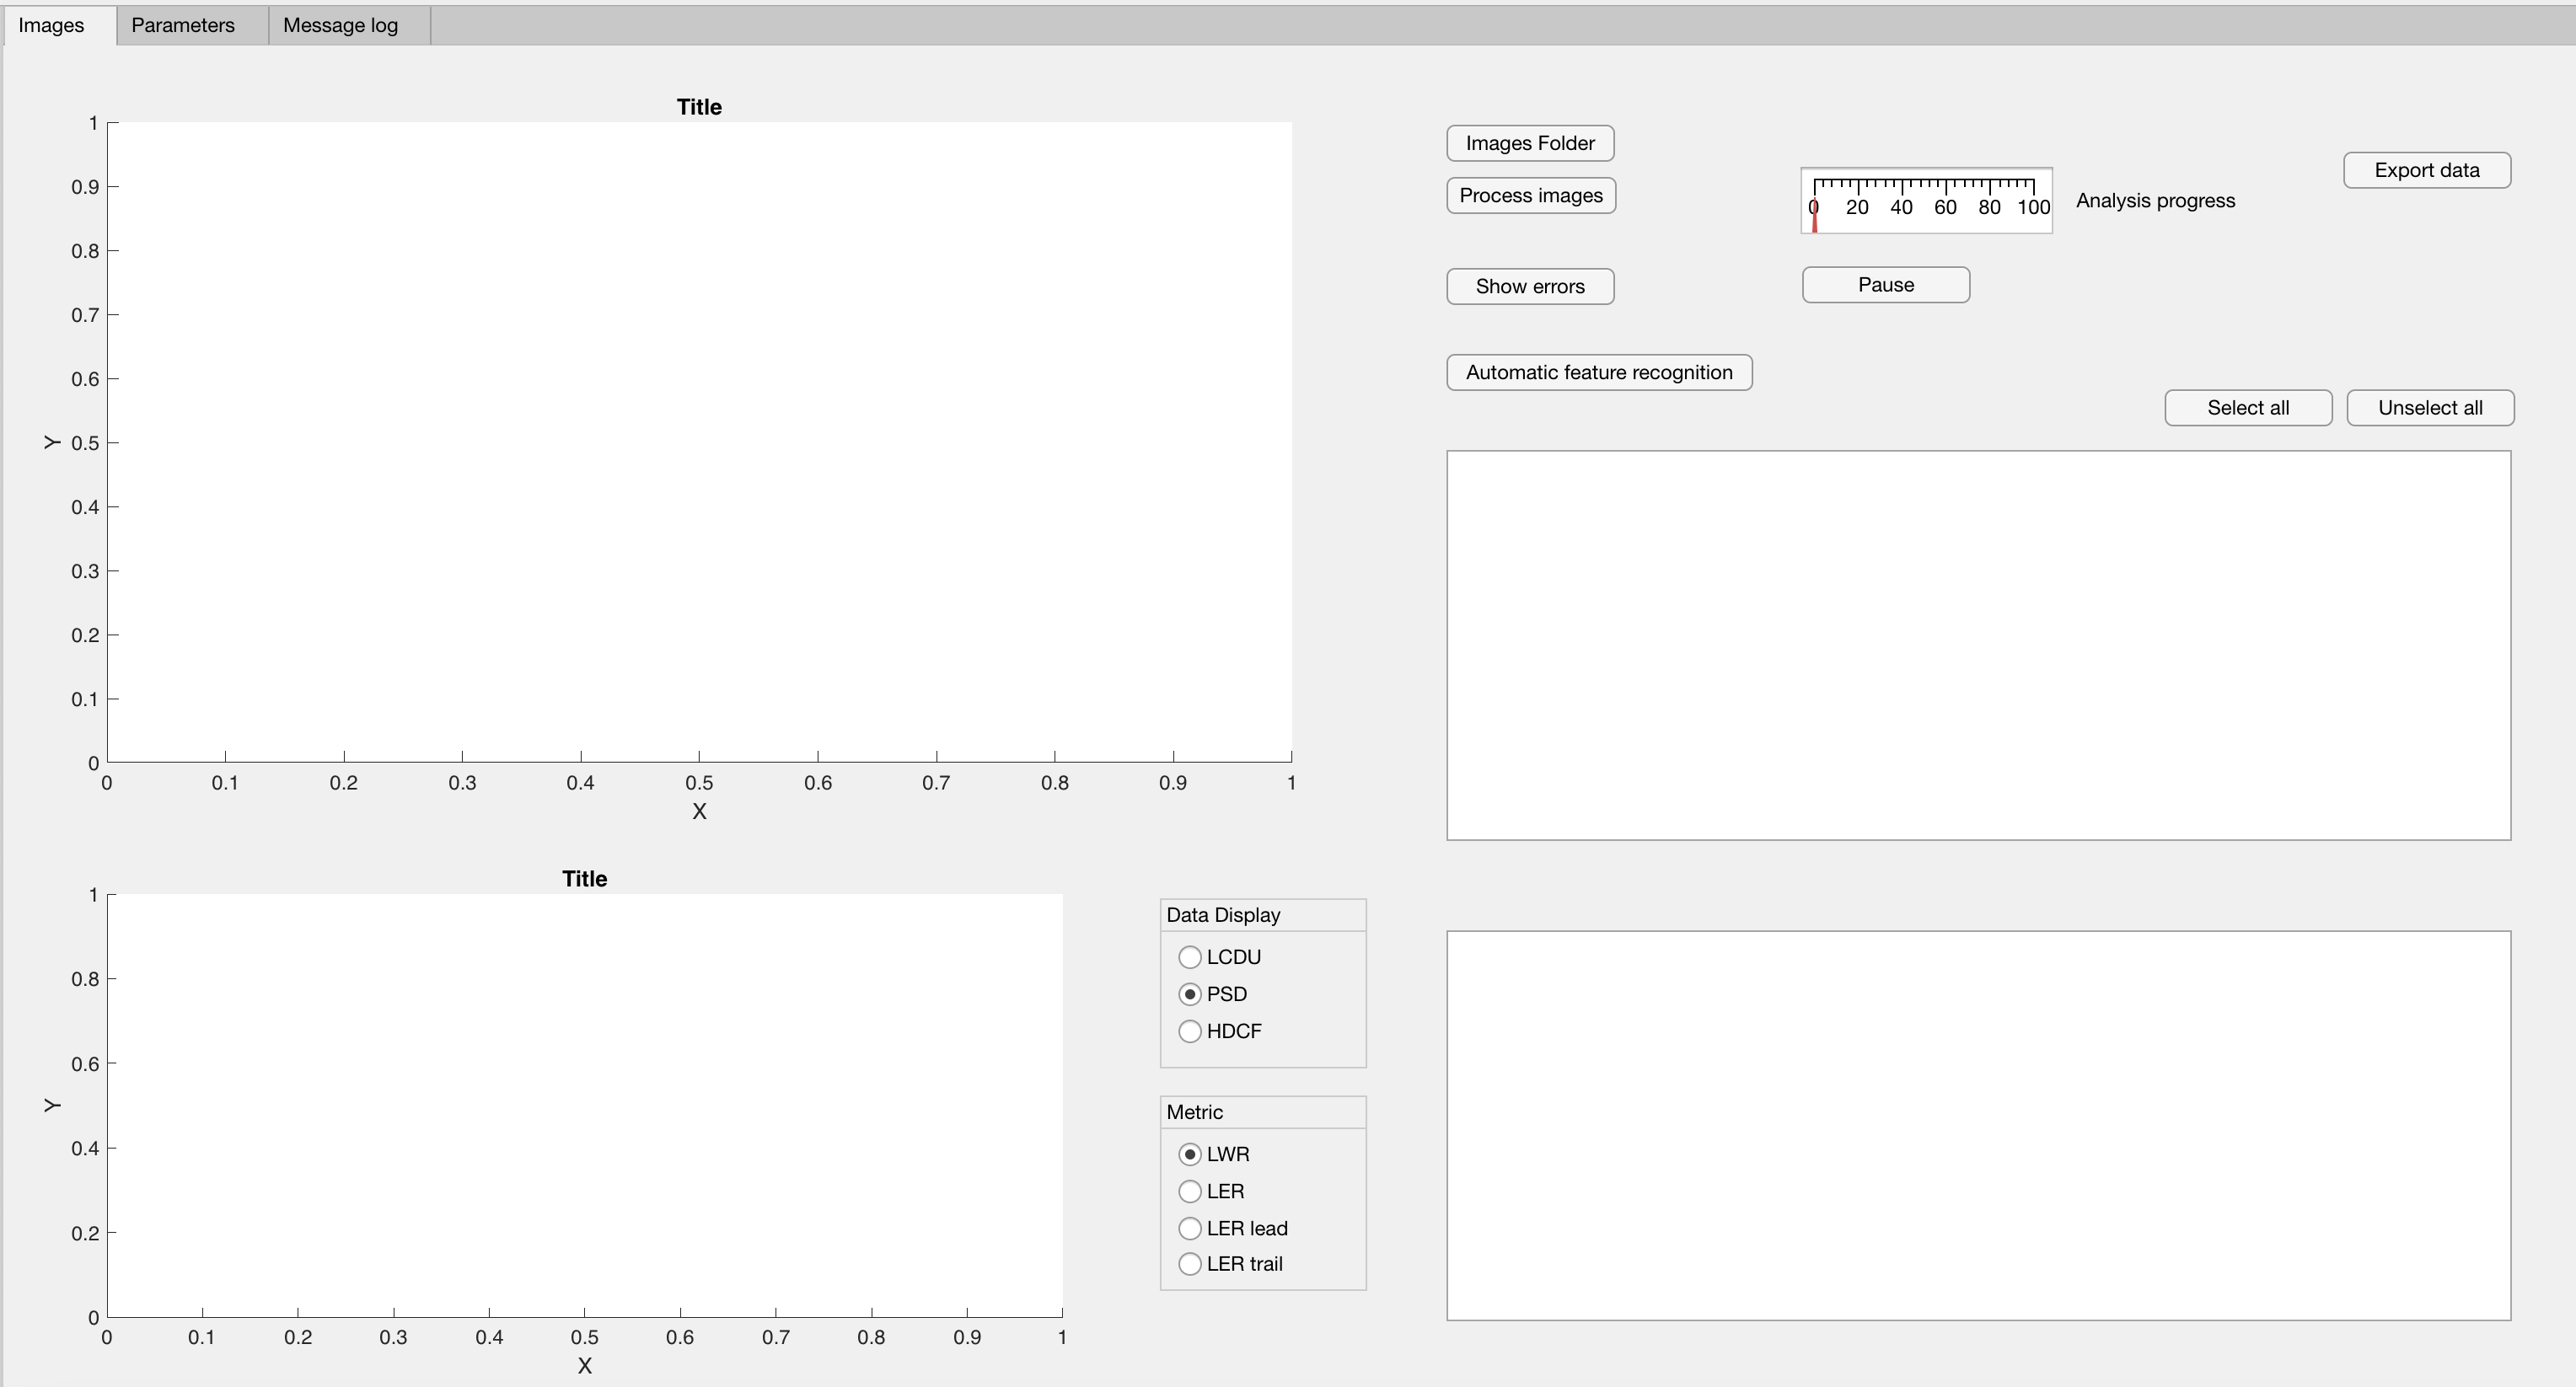 Images Parameters Message log
Title
1
0.9
0.8
0.7
0.6
0.5
0.4
0.3
0.2
0.1
0
Y
0 0.1 0.2 0.3 0.4 0.5 0.6 0.7 0.8 0.9 1
X
Images Folder
Process images
0 20 40 60 80 100
Analysis progress
Export data
Show errors
Pause
Automatic feature recognition
Select all
Unselect all
Title
1
0.8
0.6
0.4
0.2
0
Y
0 0.1 0.2 0.3 0.4 0.5 0.6 0.7 0.8 0.9 1
X
Data Display
LCDU
PSD
HDCF
Metric
LWR
LER
LER lead
LER trail